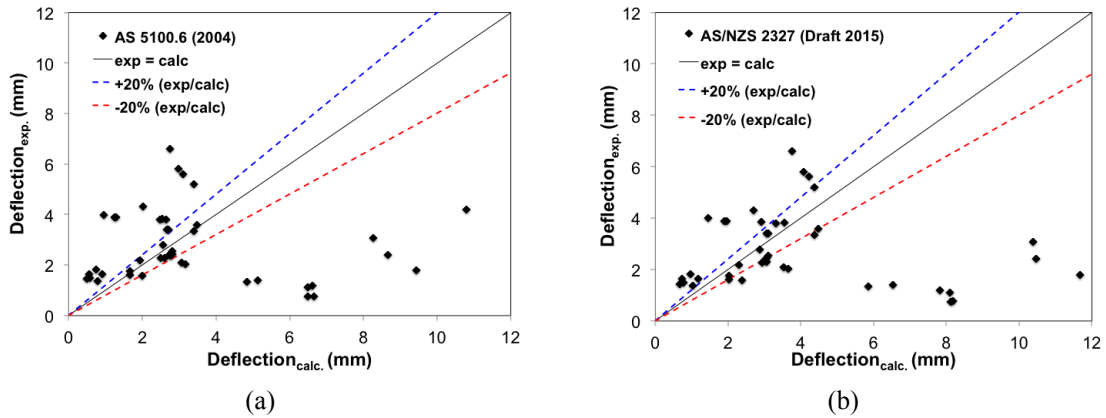 12
10
8
6
4
2
0
AS 5100.6 (2004)
exp = calc
+20% (exp/calc)
-20% (exp/calc)
Deflection_exp. (mm)
0 2 4 6 8 10 12
Deflection_calc. (mm)
(a)
12
10
8
6
4
2
0
AS/NZS 2327 (Draft 2015)
exp = calc
+20% (exp/calc)
-20% (exp/calc)
Deflection_exp. (mm)
0 2 4 6 8 10 12
Deflection_calc. (mm)
(b)